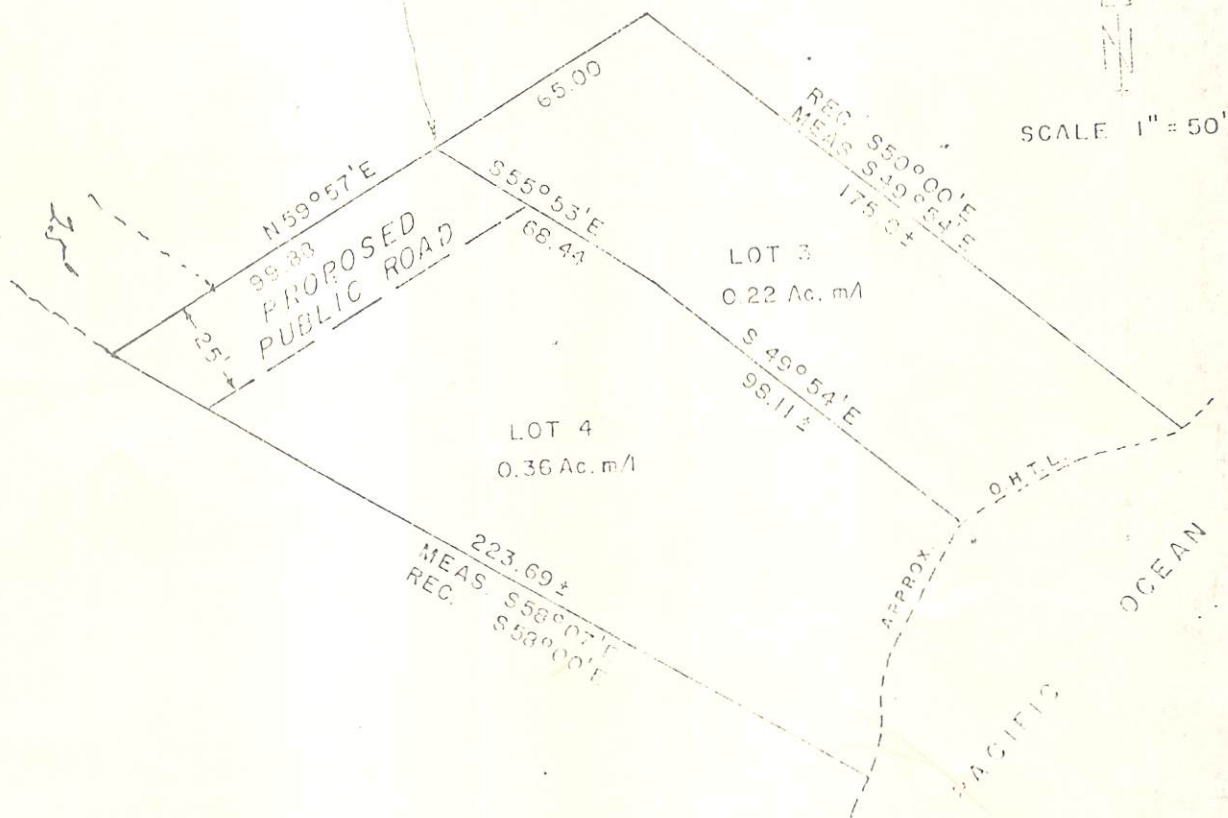 N
SCALE 1" = 50'
65.00
REC. S50°00'E
MEAS. S49°54'E
175.0±
N59°57'E
99.88
PROPOSED
PUBLIC ROAD
25'
S55°53'E
68.44
LOT 3
0.22 Ac. m/l
S 49°54'E
98.11±
LOT 4
0.36 Ac. m/l
223.69±
MEAS. S58°07'E
REC. S58°00'E
APPROX. O.H.T.L.
PACIFIC OCEAN